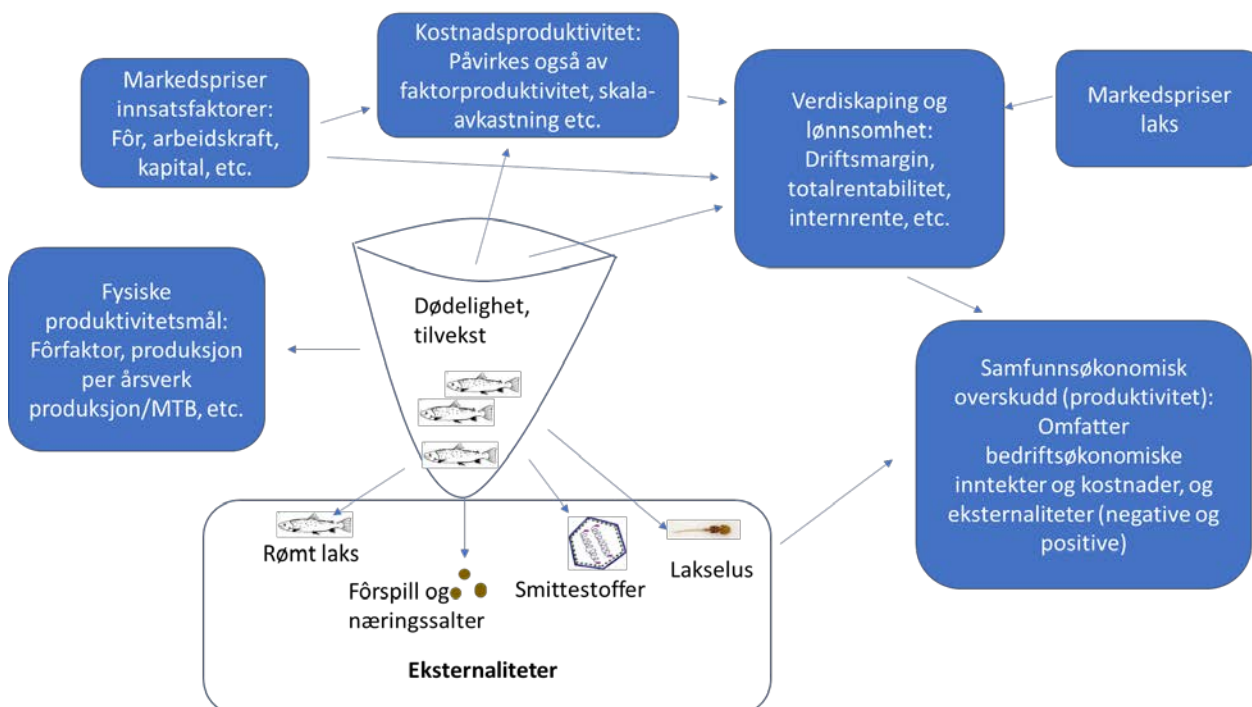 Kostnadsproduktivitet:
Påvirkes også av
faktorproduktivitet, skala-
avkastning etc.
Markedspriser
innsatsfaktorer:
Fôr, arbeidskraft,
kapital, etc.
Verdiskaping og
lønnsomhet:
Driftsmargin,
totalrentabilitet,
internrente, etc.
Markedspriser
laks
Fysiske
produktivitetsmål:
Fôrfaktor, produksjon
per årsverk
produksjon/MTB, etc.
Dødelighet,
tilvekst
Samfunnsøkonomisk
overskudd (produktivitet):
Omfatter
bedriftsøkonomiske
inntekter og kostnader, og
eksternaliteter (negative og
positive)
Rømt laks
Fôrspill og
næringssalter
Smittestoffer
Lakselus
Eksternaliteter